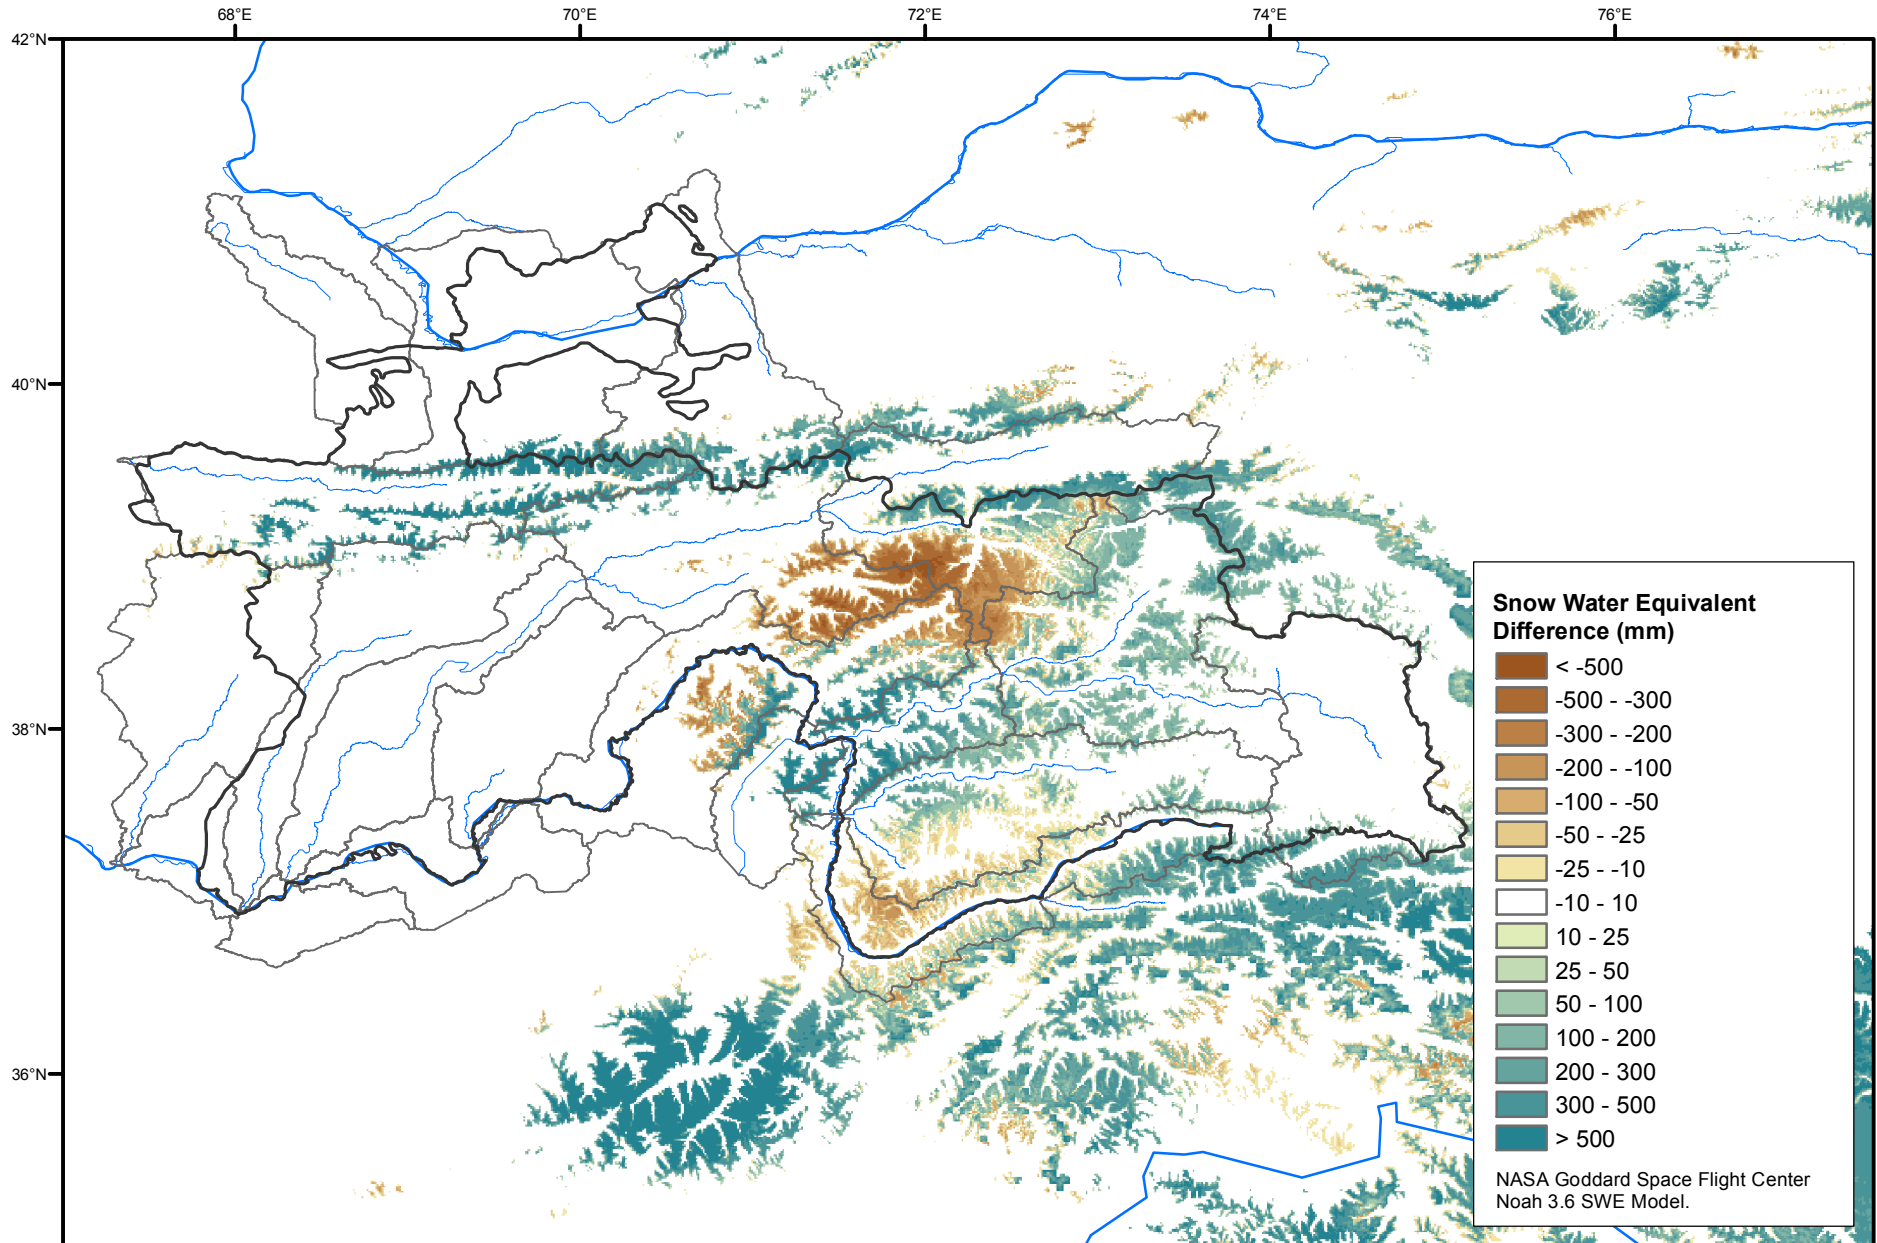 68°E 70°E 72°E 74°E 76°E
42°N
40°N
38°N
36°N
Snow Water Equivalent
Difference (mm)
< -500
-500 - -300
-300 - -200
-200 - -100
-100 - -50
-50 - -25
-25 - -10
-10 - 10
10 - 25
25 - 50
50 - 100
100 - 200
200 - 300
300 - 500
> 500
NASA Goddard Space Flight Center
Noah 3.6 SWE Model.